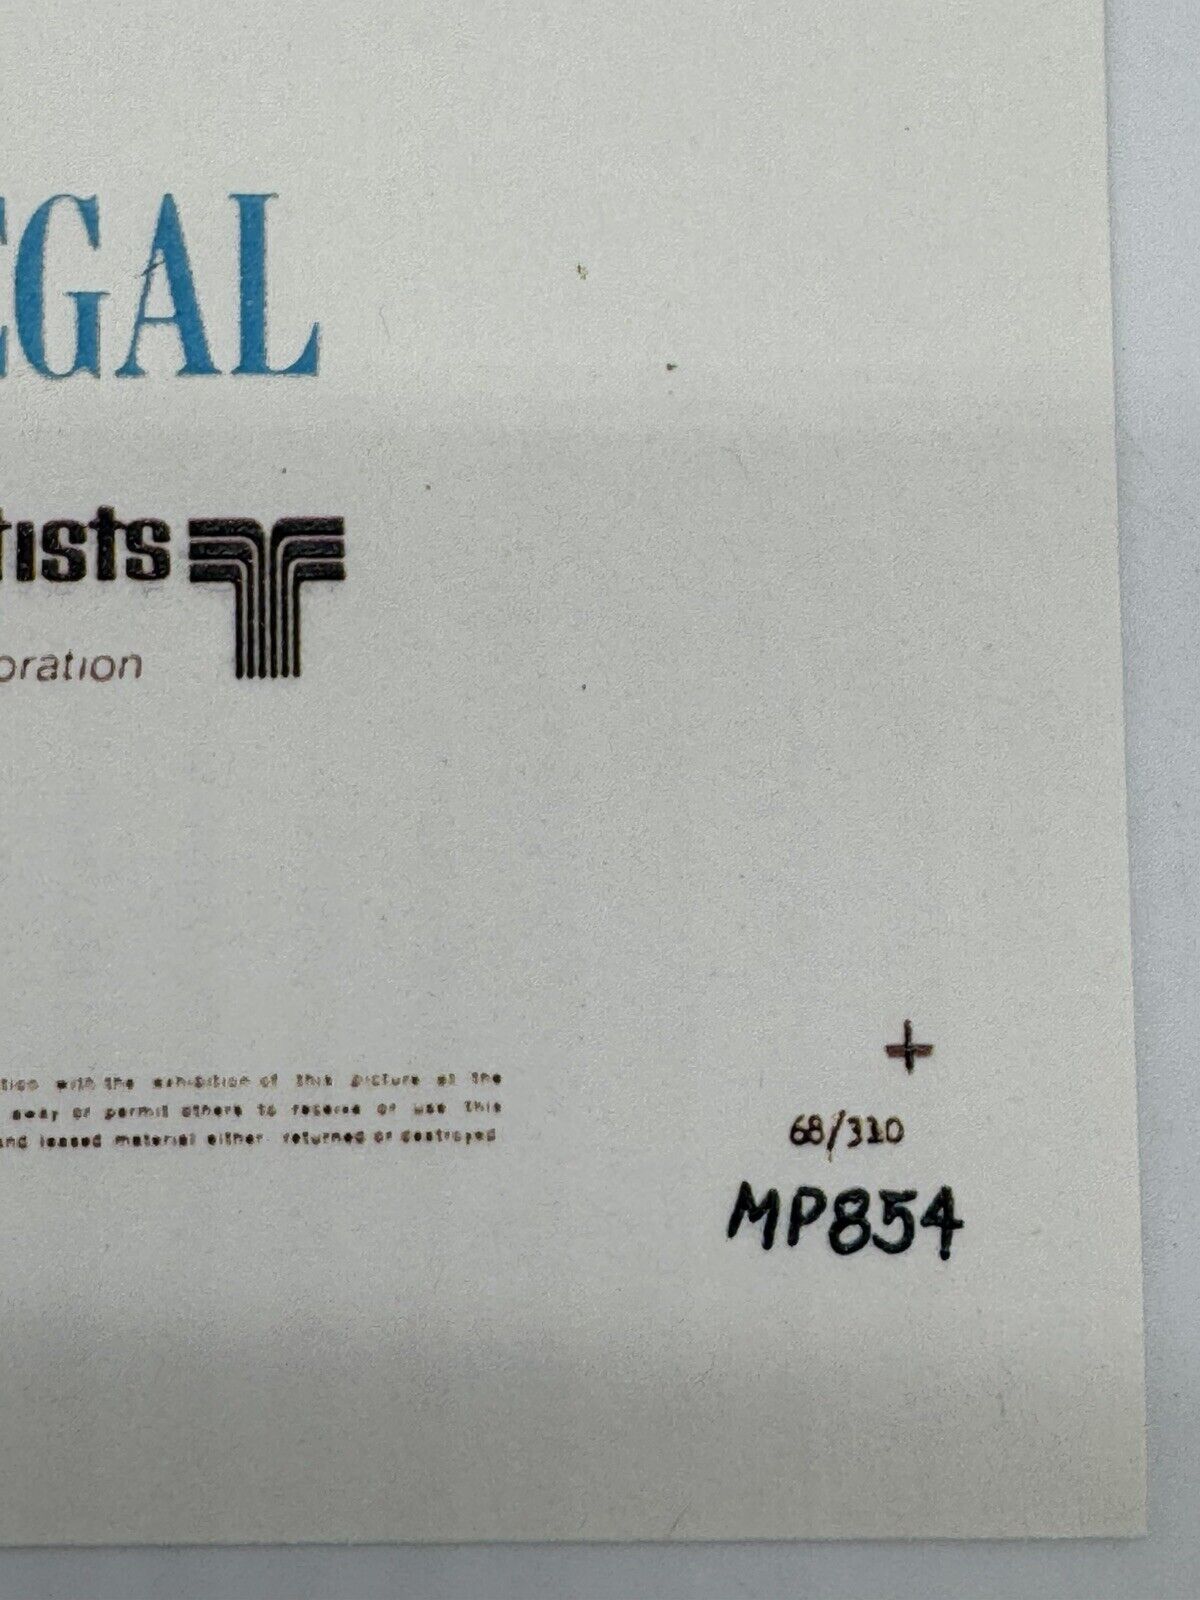 EGAL
tists
oration
tion with the exhibition of this picture at the
away or permit others to receive or use this
and leased material either returned or destroyed
68/310
MP854